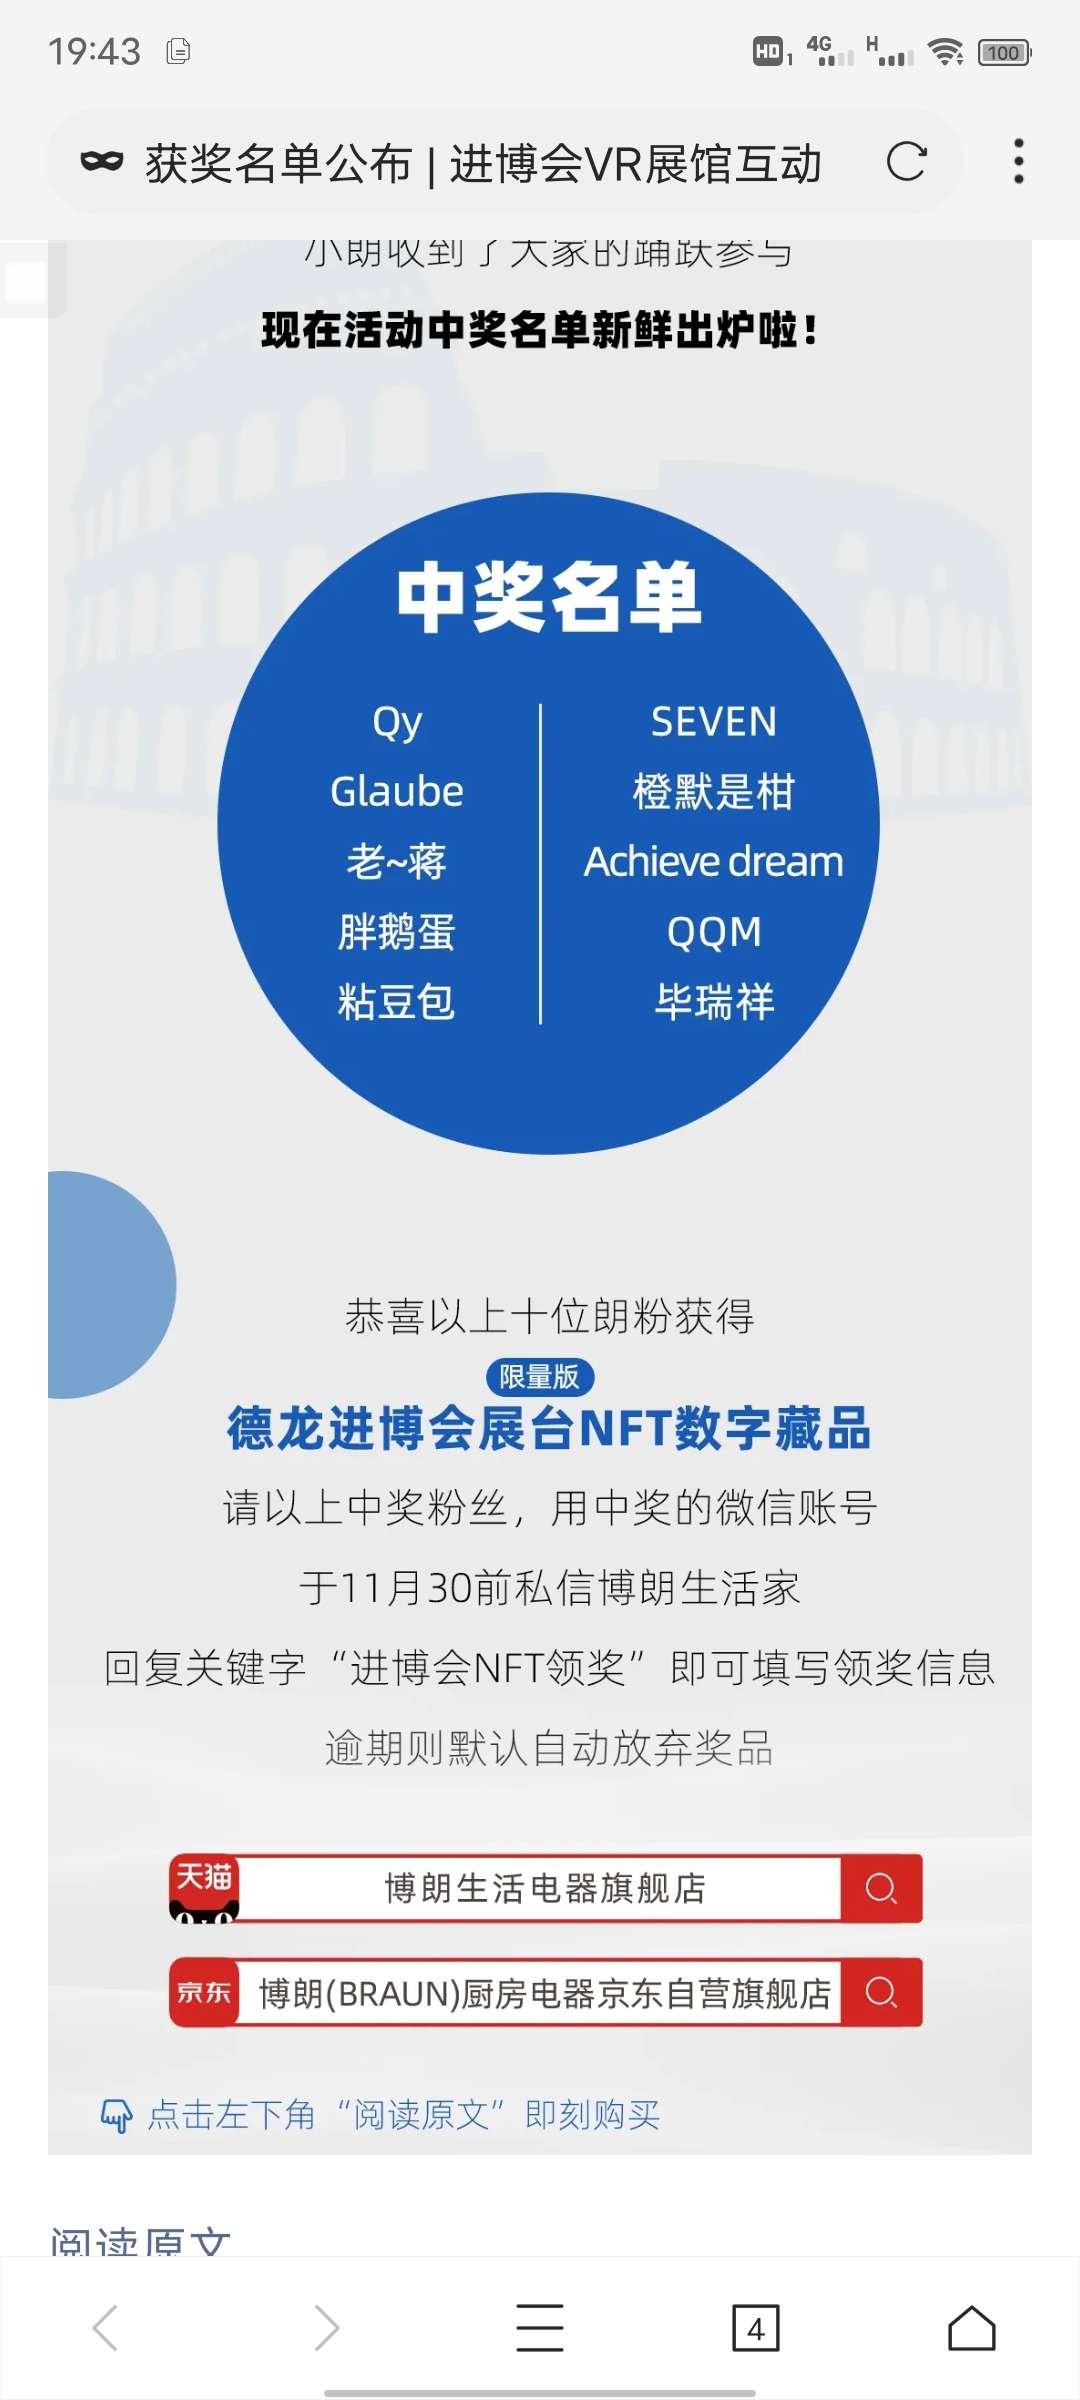 19:43
HD 1 4G H 100
获奖名单公布 | 进博会VR展馆互动
小朗收到了大家的踊跃参与
现在活动中奖名单新鲜出炉啦！
中奖名单
Qy
Glaube
老~蒋
胖鹅蛋
粘豆包
SEVEN
橙默是柑
Achieve dream
QQM
毕瑞祥
恭喜以上十位朗粉获得
限量版
德龙进博会展台NFT数字藏品
请以上中奖粉丝，用中奖的微信账号
于11月30前私信博朗生活家
回复关键字“进博会NFT领奖”即可填写领奖信息
逾期则默认自动放弃奖品
天猫 博朗生活电器旗舰店
京东 博朗(BRAUN)厨房电器京东自营旗舰店
点击左下角“阅读原文”即刻购买
阅读原文
4